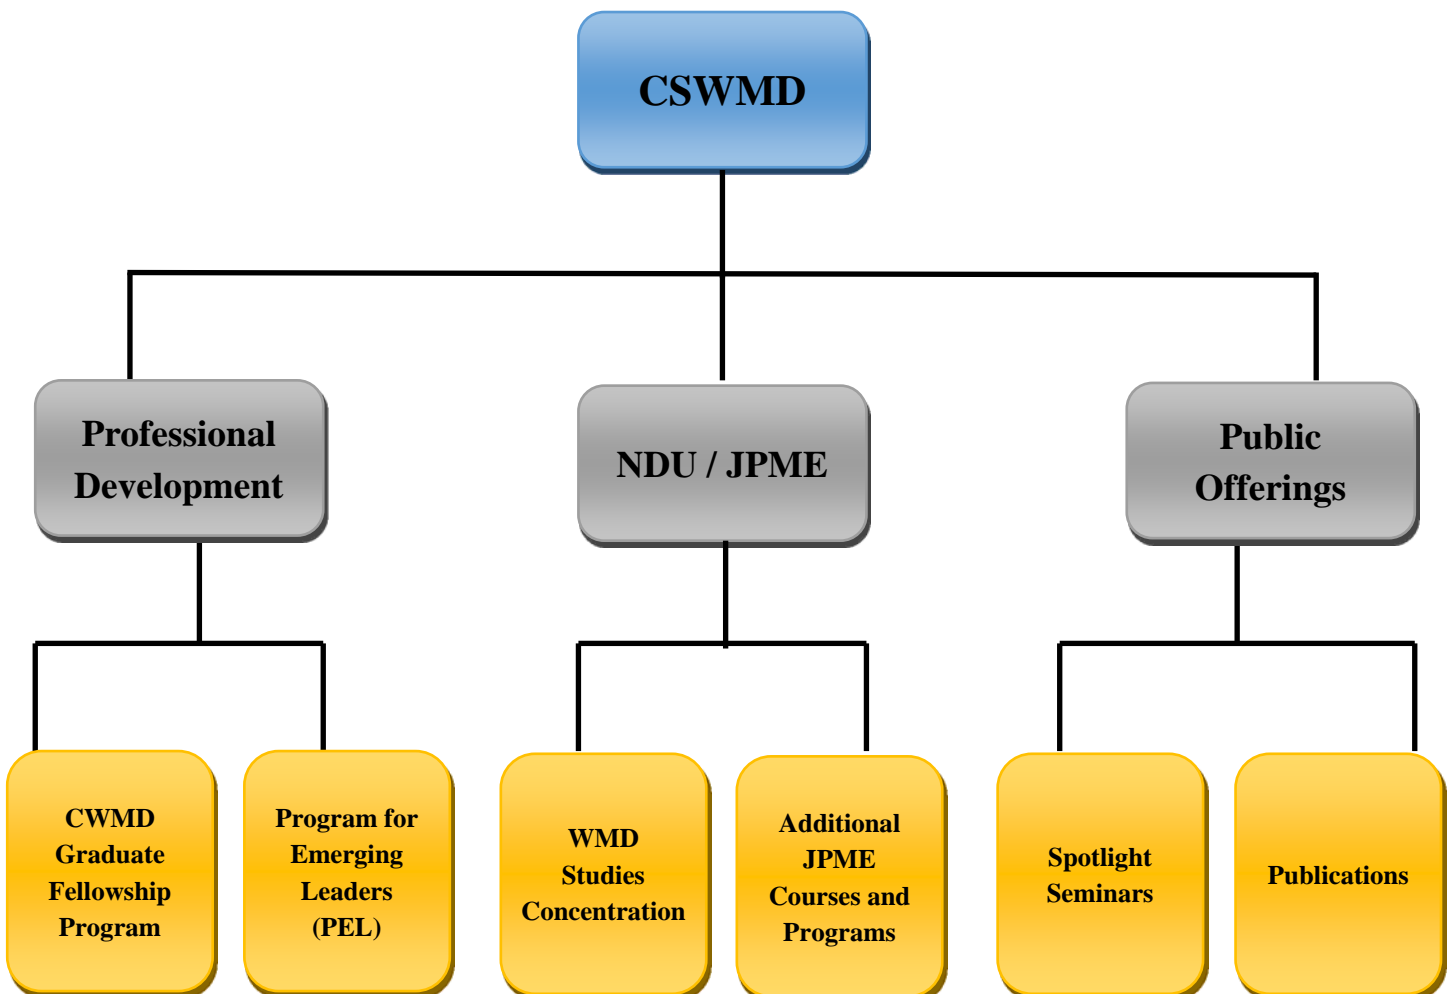 CSWMD
Professional
Development
NDU / JPME
Public
Offerings
CWMD
Graduate
Fellowship
Program
Program for
Emerging
Leaders
(PEL)
WMD
Studies
Concentration
Additional
JPME
Courses and
Programs
Spotlight
Seminars
Publications